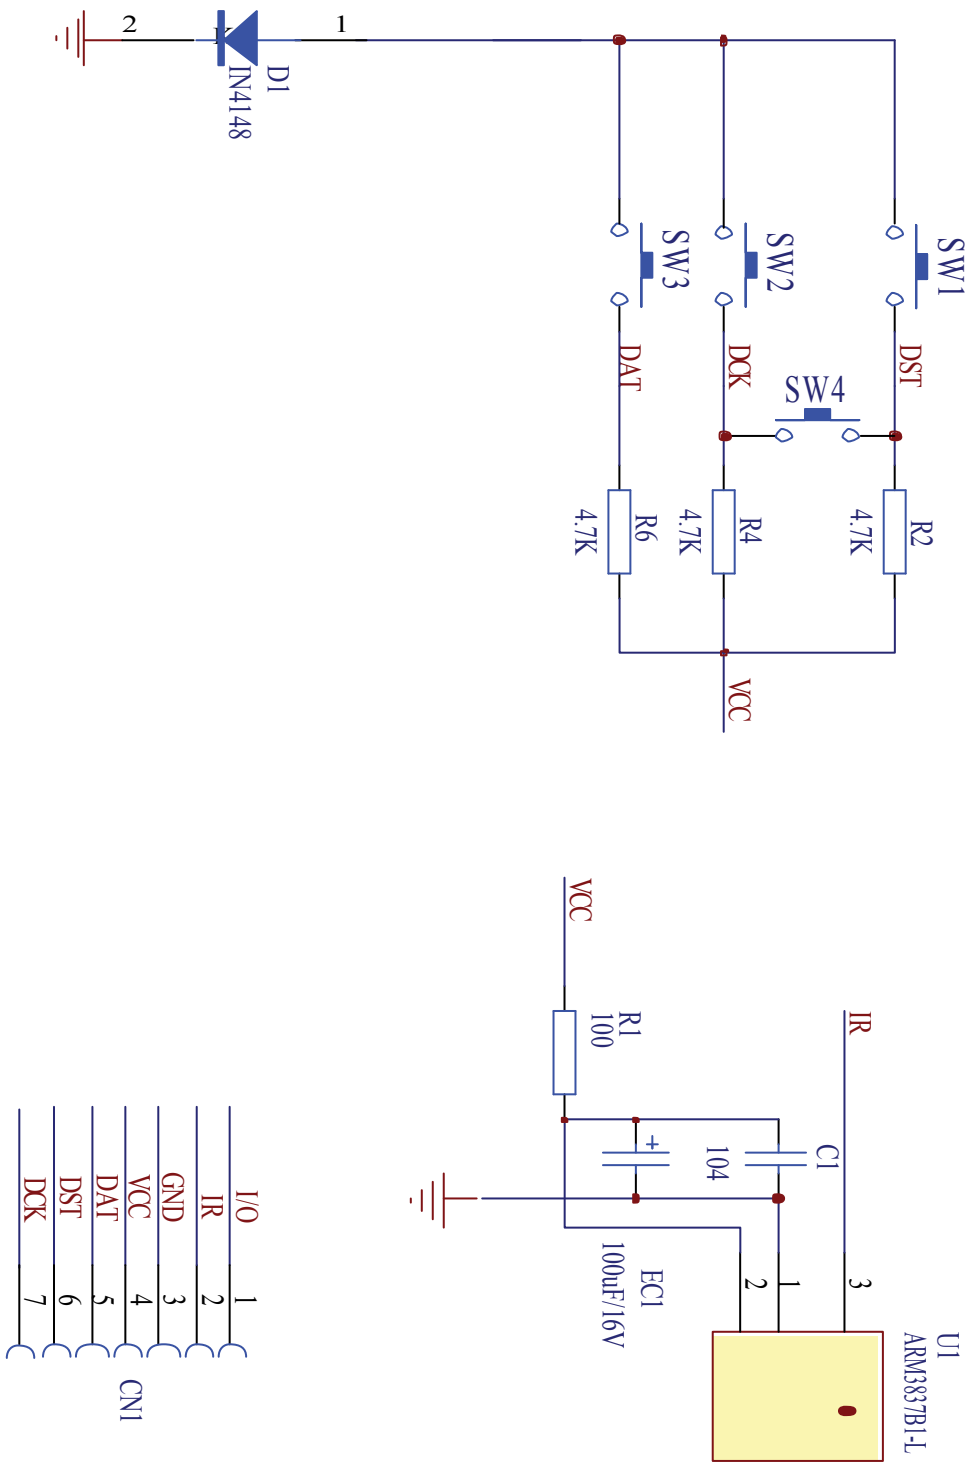 2
K
1
D1
IN4148
SW3
SW2
SW1
DAT
DCK
DST
SW4
R6
4.7K
R4
4.7K
R2
4.7K
VCC
VCC
R1
100
IR
C1
104
EC1
100uF/16V
2
1
3
U1
ARM3837B1-L
I/O
IR
GND
VCC
DAT
DST
DCK
1
2
3
4
5
6
7
CN1